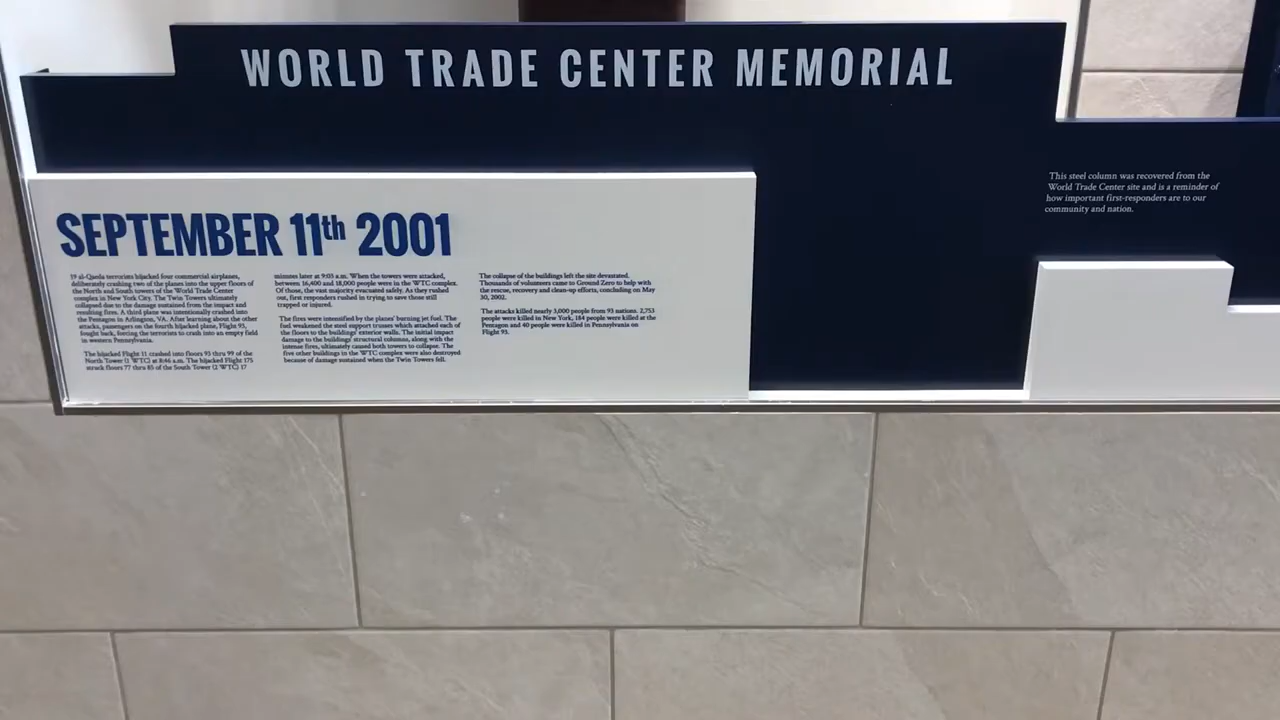 WORLD TRADE CENTER MEMORIAL
This steel column was recovered from the
World Trade Center site and is a reminder of
how important first-responders are to our
community and nation.
SEPTEMBER 11th 2001
19 al-Qaeda terrorists hijacked four commercial airplanes,
deliberately crashing two of the planes into the upper floors of
the North and South towers of the World Trade Center
complex in New York City. The Twin Towers ultimately
collapsed due to the damage sustained from the impact and
resulting fires. A third plane was intentionally crashed into
the Pentagon in Arlington, VA. After learning about the other
attacks, passengers on the fourth hijacked plane, Flight 93,
fought back, forcing the terrorists to crash into an empty field
in western Pennsylvania.
The hijacked Flight 11 crashed into floors 93 thru 99 of the
North Tower (1 WTC) at 8:46 a.m. The hijacked Flight 175
struck floors 77 thru 85 of the South Tower (2 WTC) 17
minutes later at 9:03 a.m. When the towers were attacked,
between 16,400 and 18,000 people were in the WTC complex.
Of those, the vast majority evacuated safely. As they rushed
out, first responders rushed in trying to save those still
trapped or injured.
The fires were intensified by the planes' burning jet fuel. The
fuel weakened the steel support trusses which attached each of
the floors to the buildings' exterior walls. The initial impact
damage to the buildings' structural columns, along with the
intense fires, ultimately caused both towers to collapse. The
five other buildings in the WTC complex were also destroyed
because of damage sustained when the Twin Towers fell.
The collapse of the buildings left the site devastated.
Thousands of volunteers came to Ground Zero to help with
the rescue, recovery and clean-up efforts, concluding on May
30, 2002.
The attacks killed nearly 3,000 people from 93 nations. 2,753
people were killed in New York, 184 people were killed at the
Pentagon and 40 people were killed in Pennsylvania on
Flight 93.